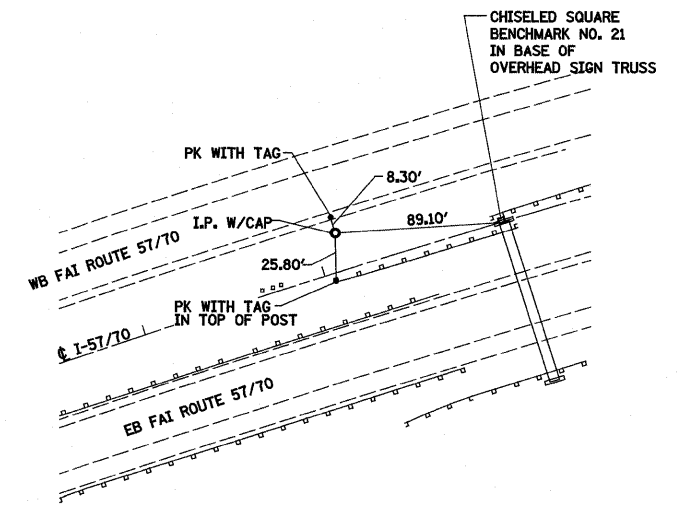 CHISELED SQUARE
BENCHMARK NO. 21
IN BASE OF
OVERHEAD SIGN TRUSS
PK WITH TAG
8.30'
I.P. W/CAP
89.10'
WB FAI ROUTE 57/70
25.80'
PK WITH TAG
IN TOP OF POST
℄ I-57/70
EB FAI ROUTE 57/70